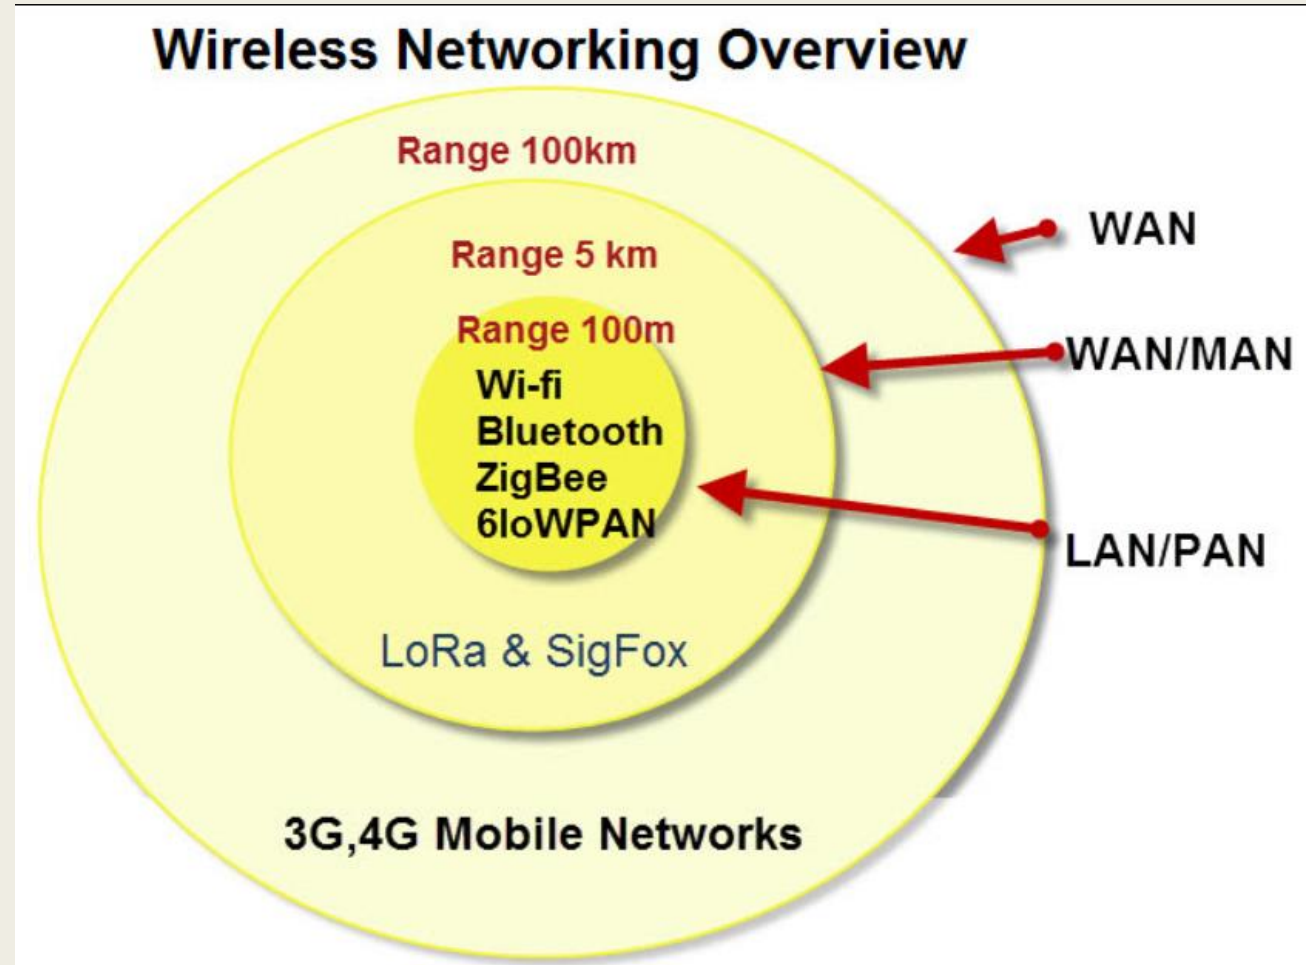 Wireless Networking Overview
Range 100km
WAN
Range 5 km
Range 100m
WAN/MAN
Wi-fi
Bluetooth
ZigBee
6loWPAN
LAN/PAN
LoRa & SigFox
3G,4G Mobile Networks